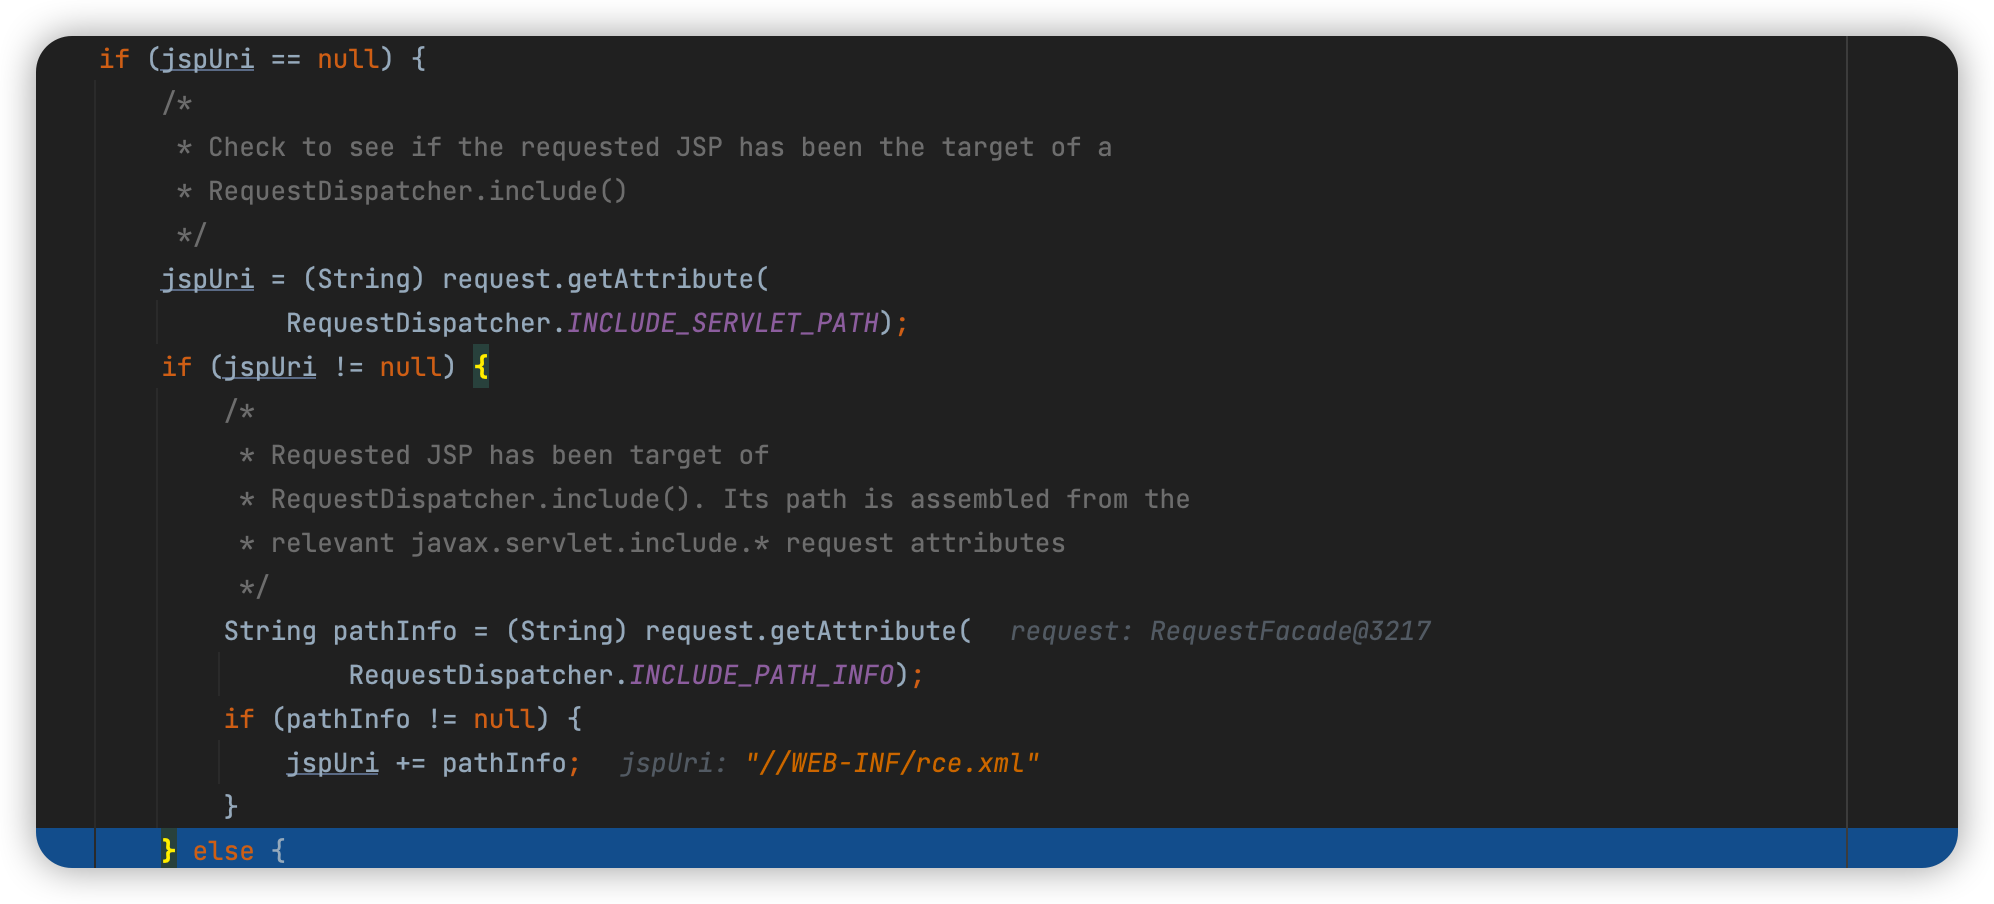 if (jspUri == null) {
/*
* Check to see if the requested JSP has been the target of a
* RequestDispatcher.include()
*/
jspUri = (String) request.getAttribute(
RequestDispatcher.INCLUDE_SERVLET_PATH);
if (jspUri != null) {
/*
* Requested JSP has been target of
* RequestDispatcher.include(). Its path is assembled from the
* relevant javax.servlet.include.* request attributes
*/
String pathInfo = (String) request.getAttribute( request: RequestFacade@3217
RequestDispatcher.INCLUDE_PATH_INFO);
if (pathInfo != null) {
jspUri += pathInfo; jspUri: "//WEB-INF/rce.xml"
}
} else {